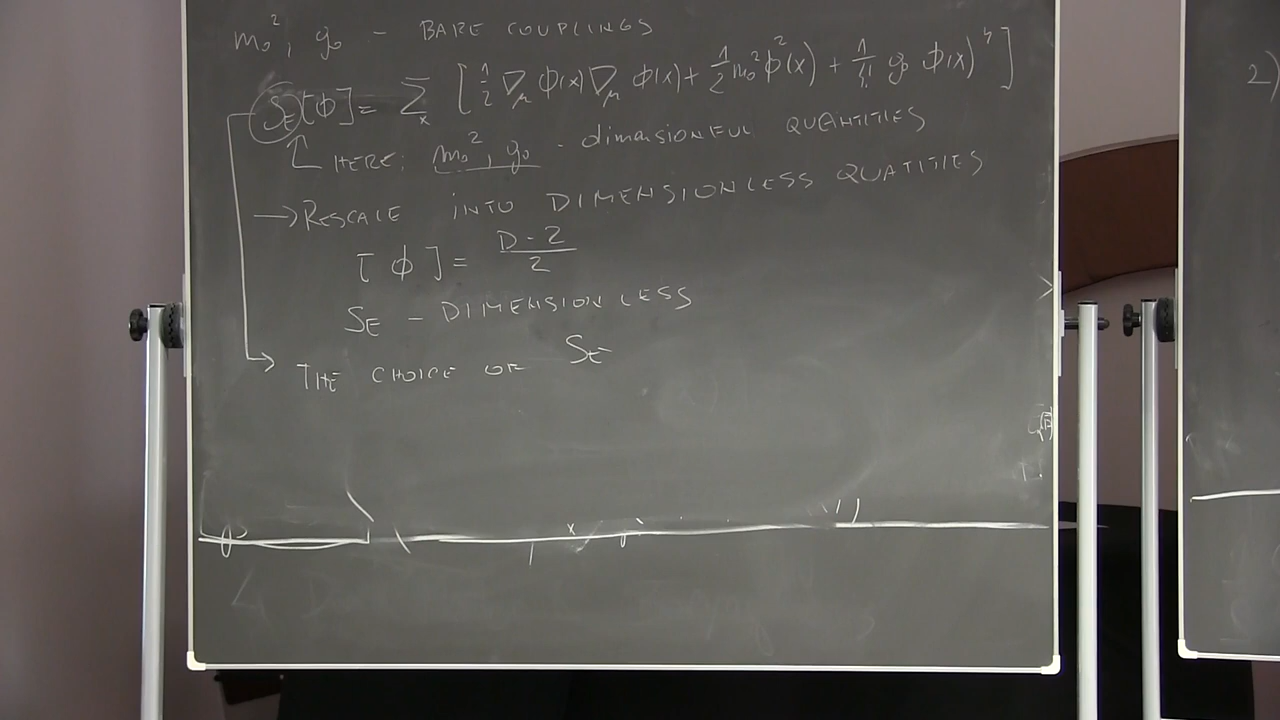 m₀², g₀ - BARE COUPLINGS
S_E[ϕ] = Σ_x [ 1/2 ∇_μ ϕ(x) ∇_μ ϕ(x) + 1/2 m₀² ϕ²(x) + 1/4! g₀ ϕ(x)⁴ ]
HERE: m₀², g₀ - dimensionful QUANTITIES
→ RESCALE INTO DIMENSIONLESS QUATITIES
[ϕ] = D-2/2
S_E - DIMENSIONLESS
THE CHOICE OF S_E
2)